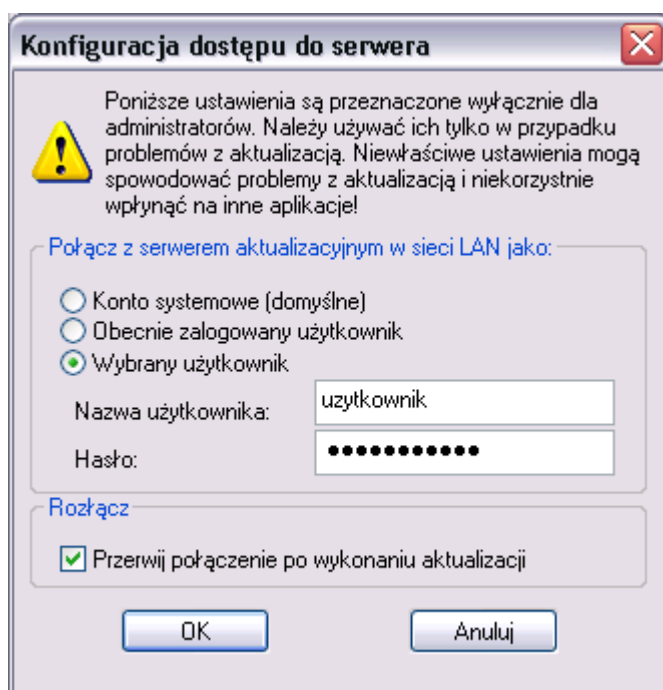 Konfiguracja dostępu do serwera
Poniższe ustawienia są przeznaczone wyłącznie dla
administratorów. Należy używać ich tylko w przypadku
problemów z aktualizacją. Niewłaściwe ustawienia mogą
spowodować problemy z aktualizacją i niekorzystnie
wpłynąć na inne aplikacje!
Połącz z serwerem aktualizacyjnym w sieci LAN jako:
Konto systemowe (domyślne)
Obecnie zalogowany użytkownik
Wybrany użytkownik
Nazwa użytkownika: uzytkownik
Hasło: ●●●●●●●●●●●
Rozłącz
Przerwij połączenie po wykonaniu aktualizacji
OK Anuluj